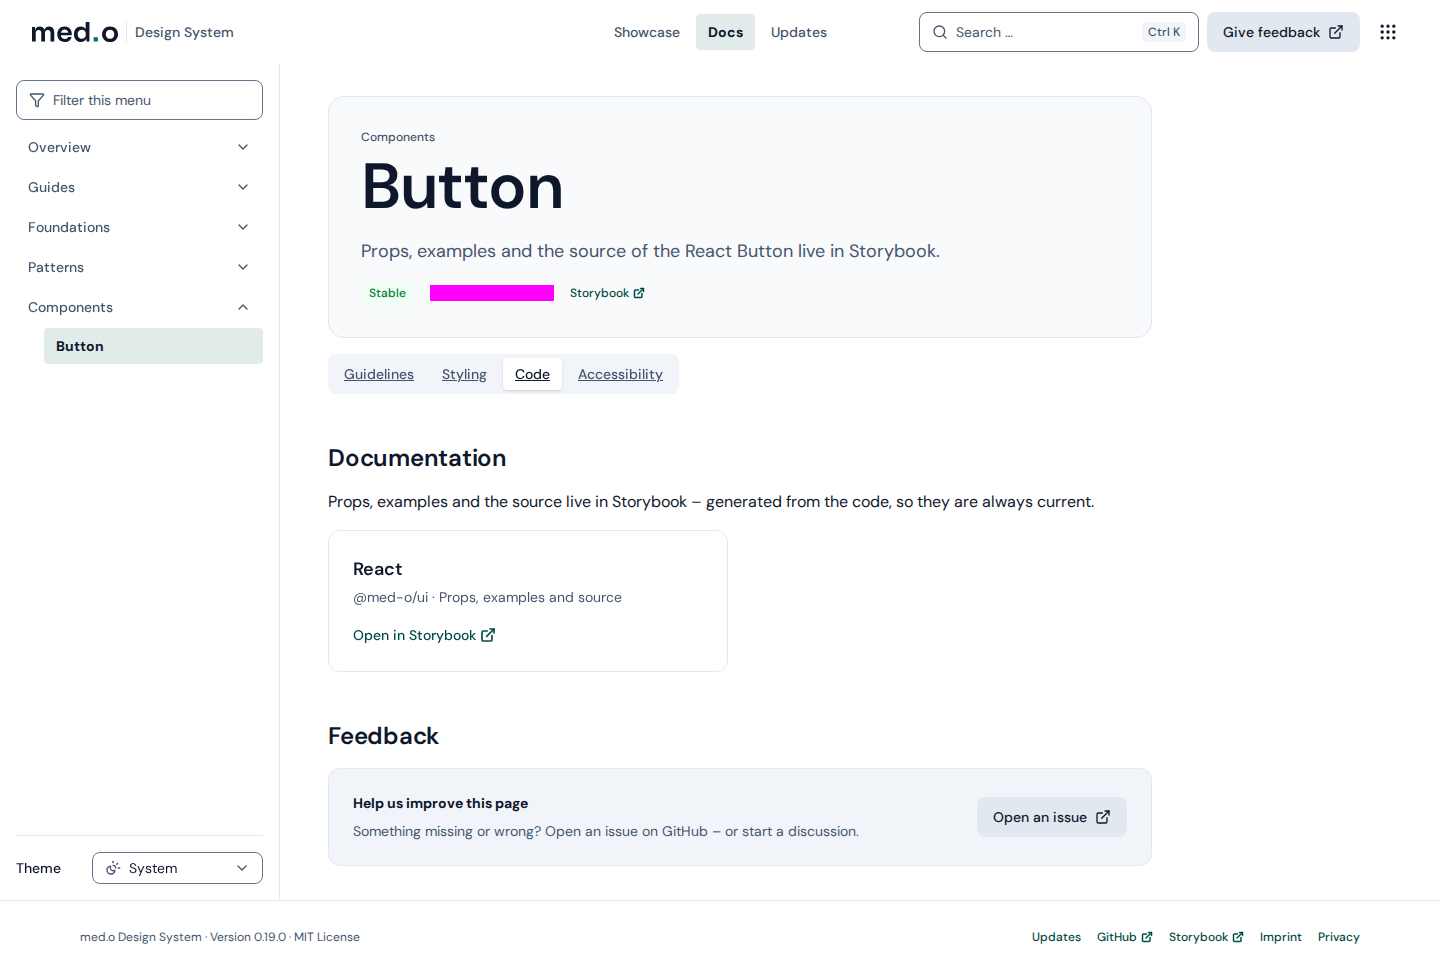 med.o Design System
Showcase
Docs
Updates
Search ...
Ctrl K
Give feedback
Filter this menu
Overview
Guides
Foundations
Patterns
Components
Button
Theme
System
Components
Button
Props, examples and the source of the React Button live in Storybook.
Stable
Storybook
Guidelines
Styling
Code
Accessibility
Documentation
Props, examples and the source live in Storybook – generated from the code, so they are always current.
React
@med-o/ui · Props, examples and source
Open in Storybook
Feedback
Help us improve this page
Something missing or wrong? Open an issue on GitHub – or start a discussion.
Open an issue
med.o Design System · Version 0.19.0 · MIT License
Updates
GitHub
Storybook
Imprint
Privacy